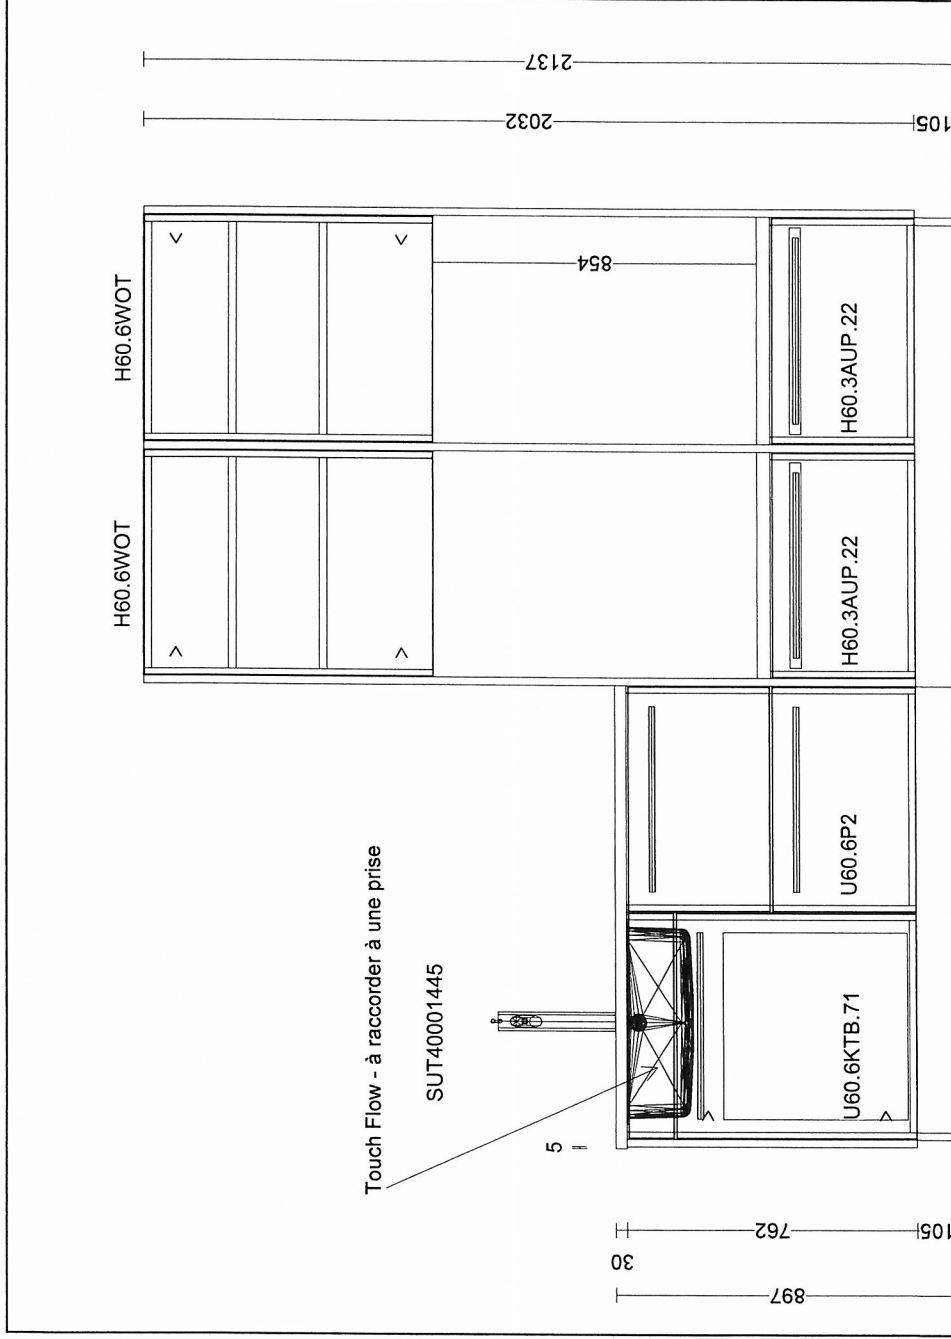 2137
2032
105
H60.6WOT
H60.6WOT
854
H60.3AUP.22
H60.3AUP.22
U60.6P2
U60.6KTB.71
Touch Flow - à raccorder à une prise
SUT40001445
5
762
105
30
897